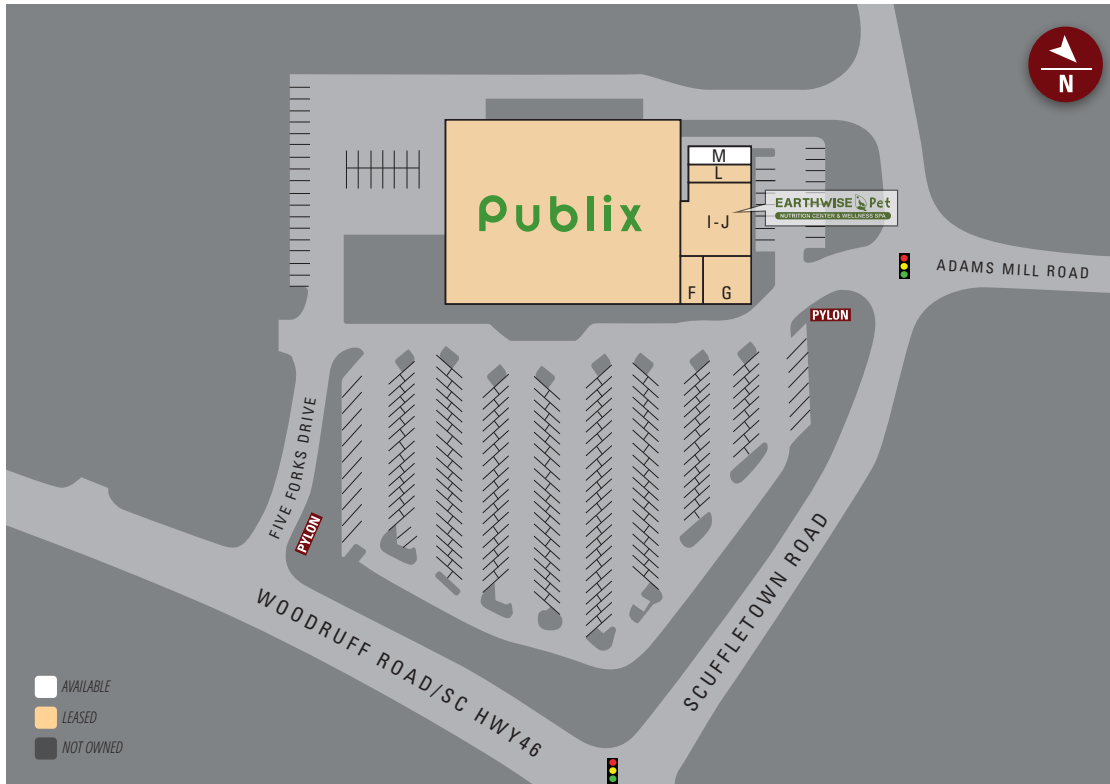 N
M
L
Publix
EARTHWISE Pet
NUTRITION CENTER & WELLNESS SPA
I-J
ADAMS MILL ROAD
F
G
PYLON
FIVE FORKS DRIVE
PYLON
SCUFFLETOWN ROAD
WOODRUFF ROAD/SC HWY46
AVAILABLE
LEASED
NOT OWNED